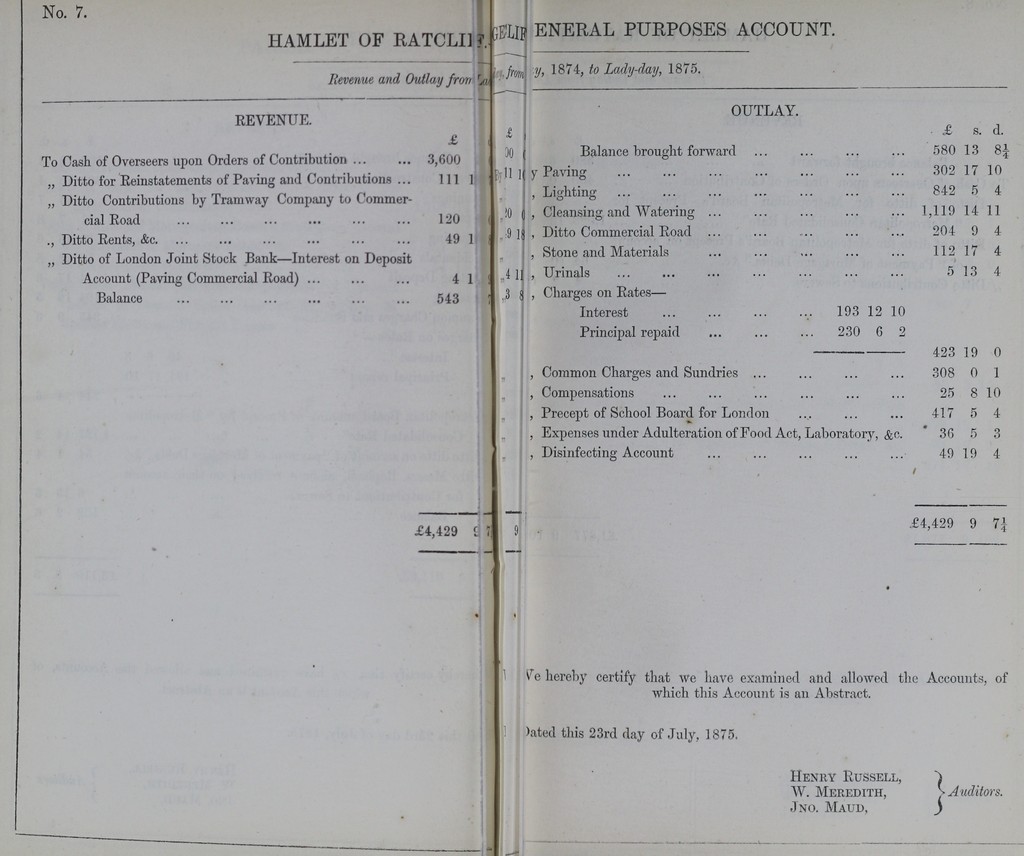 No. 7.
HAMLET OF RATCLIFF.
Revenue and Outlay from
REVENUE.
£
To Cash of Overseers upon Orders of Contribution ... ... 3,600
„ Ditto for Reinstatements of Paving and Contributions ... 111
„ Ditto Contributions by Tramway Company to Commer-
cial Road ... ... ... ... ... ... 120
„ Ditto Rents, &c. ... ... ... ... ... ... 49
„ Ditto of London Joint Stock Bank—Interest on Deposit
Account (Paving Commercial Road) ... ... ... 4
Balance ... ... ... ... ... ... 543
£4,429 9
ENERAL PURPOSES ACCOUNT.
y, 1874, to Lady-day, 1875.
OUTLAY.
£ s. d.
Balance brought forward ... ... ... ... 580 13 8¼
y Paving ... ... ... ... ... ... ... 302 17 10
, Lighting ... ... ... ... ... ... ... 842 5 4
, Cleansing and Watering ... ... ... ... ... 1,119 14 11
, Ditto Commercial Road ... ... ... ... ... 204 9 4
, Stone and Materials ... ... ... ... ... 112 17 4
, Urinals ... ... ... ... ... ... ... 5 13 4
, Charges on Rates—
Interest ... ... ... ... 193 12 10
Principal repaid ... ... ... 230 6 2
423 19 0
, Common Charges and Sundries ... ... ... ... 308 0 1
, Compensations ... ... ... ... ... ... 25 8 10
, Precept of School Board for London ... ... ... 417 5 4
, Expenses under Adulteration of Food Act, Laboratory, &c. 36 5 3
, Disinfecting Account ... ... ... ... ... 49 19 4
£4,429 9 7¼
We hereby certify that we have examined and allowed the Accounts, of
which this Account is an Abstract.
Dated this 23rd day of July, 1875.
HENRY RUSSELL,
W. MEREDITH,
JNO. MAUD,
Auditors.